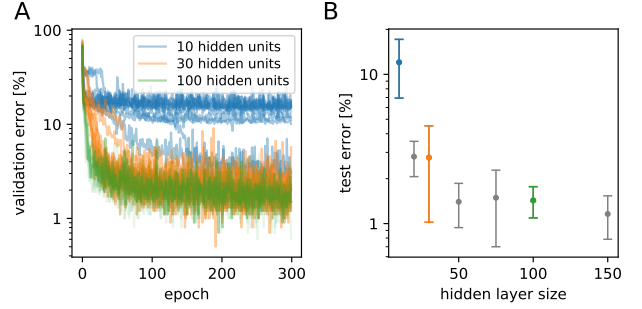 A
validation error [%]
100
10
1
10 hidden units
30 hidden units
100 hidden units
0
100
200
300
epoch
B
test error [%]
10
1
50
100
150
hidden layer size